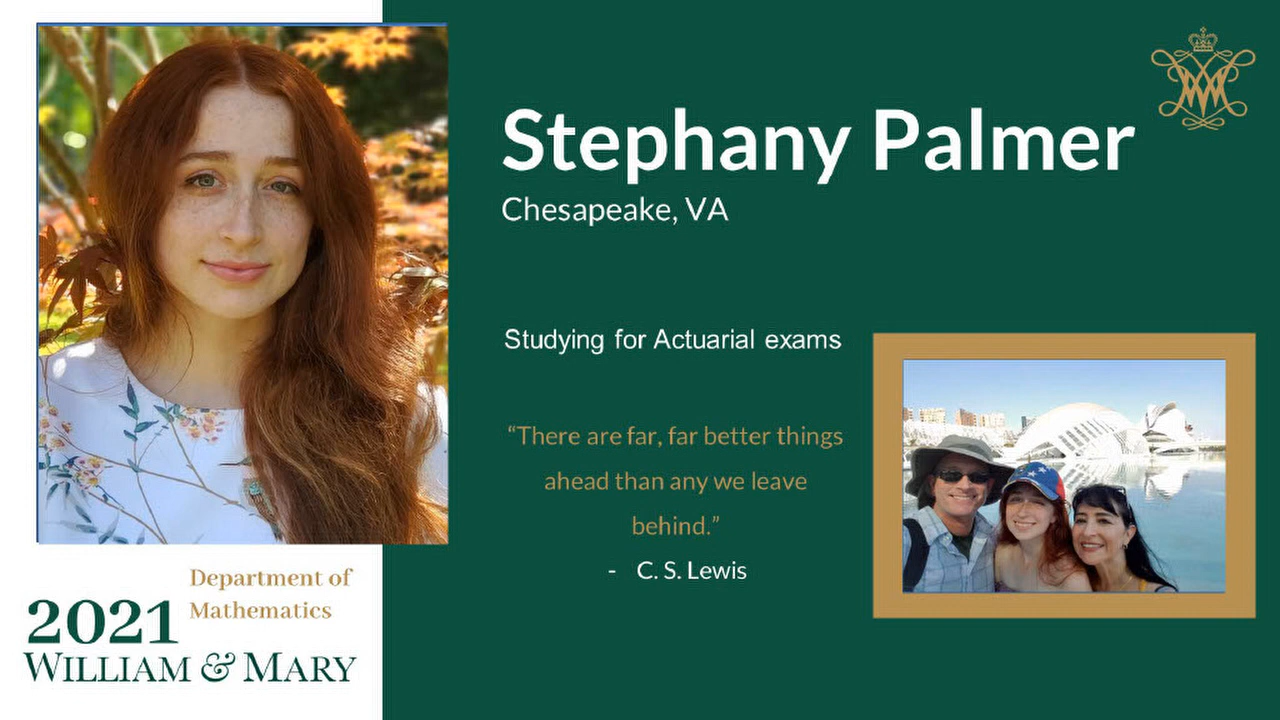 Stephany Palmer
Chesapeake, VA
Studying for Actuarial exams
“There are far, far better things
ahead than any we leave
behind.”
- C. S. Lewis
Department of
Mathematics
2021
WILLIAM & MARY